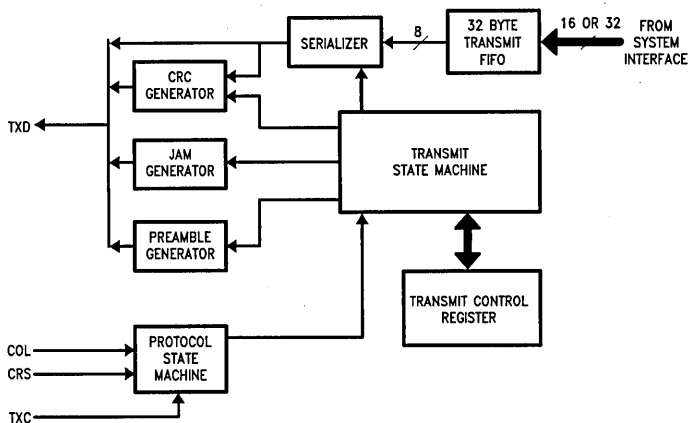 SERIALIZER
8
32 BYTE
TRANSMIT
FIFO
16 OR 32
FROM
SYSTEM
INTERFACE
CRC
GENERATOR
TXD
JAM
GENERATOR
TRANSMIT
STATE MACHINE
PREAMBLE
GENERATOR
TRANSMIT CONTROL
REGISTER
PROTOCOL
STATE
MACHINE
COL
CRS
TXC